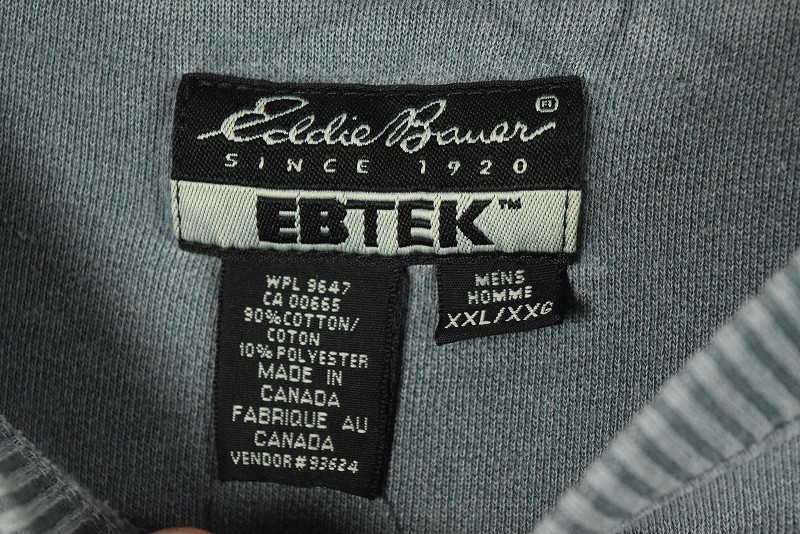 Eddie Bauer ®
SINCE 1920
EBTEK™
WPL 9647
CA 00665
90% COTTON/
COTON
10% POLYESTER
MADE IN
CANADA
FABRIQUE AU
CANADA
VENDOR # 93624
MENS
HOMME
XXL/XXG